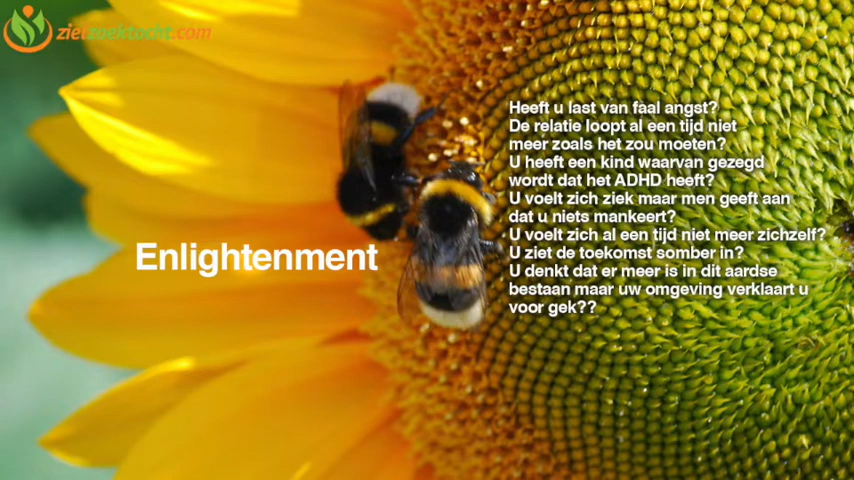 zielzoektocht.com
Heeft u last van faal angst?
De relatie loopt al een tijd niet
meer zoals het zou moeten?
U heeft een kind waarvan gezegd
wordt dat het ADHD heeft?
U voelt zich ziek maar men geeft aan
dat u niets mankeert?
U voelt zich al een tijd niet meer zichzelf?
U ziet de toekomst somber in?
U denkt dat er meer is in dit aardse
bestaan maar uw omgeving verklaart u
voor gek??
Enlightenment